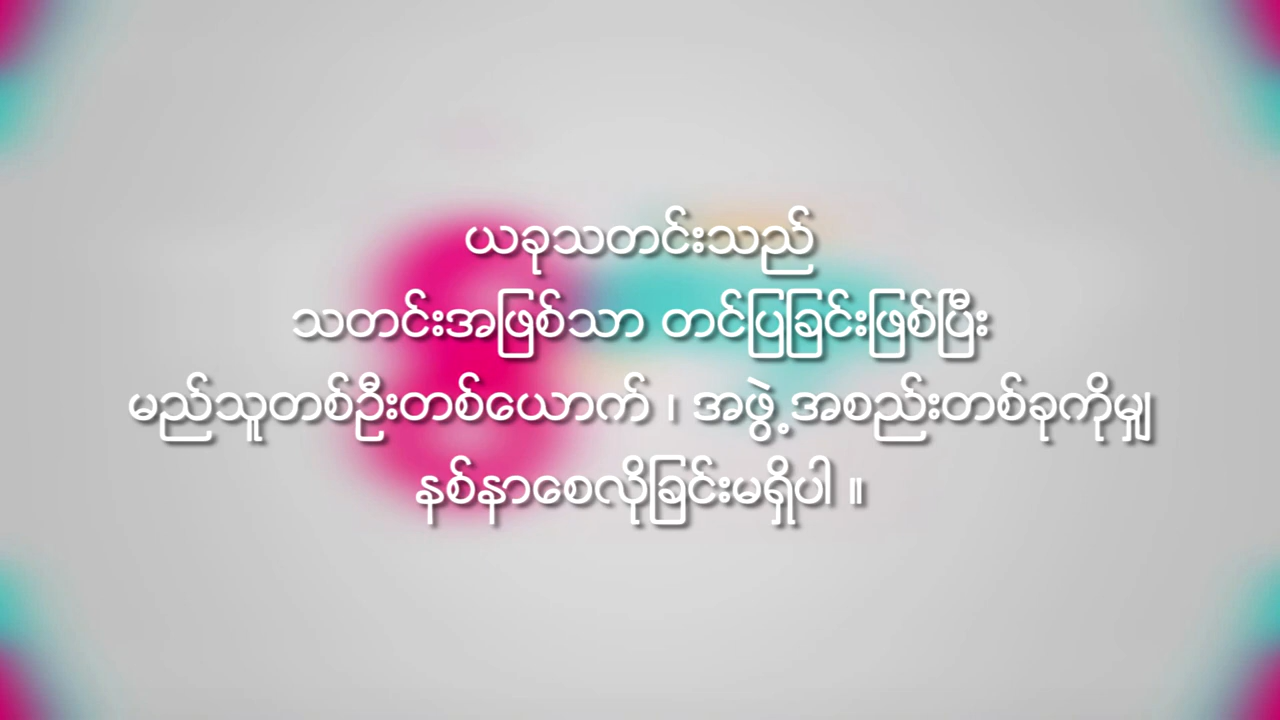 ယခုသတင်းသည်
သတင်းအဖြစ်သာ တင်ပြခြင်းဖြစ်ပြီး
မည်သူတစ်ဦးတစ်ယောက် ၊ အဖွဲ့အစည်းတစ်ခုကိုမျှ
နစ်နာစေလိုခြင်းမရှိပါ ။